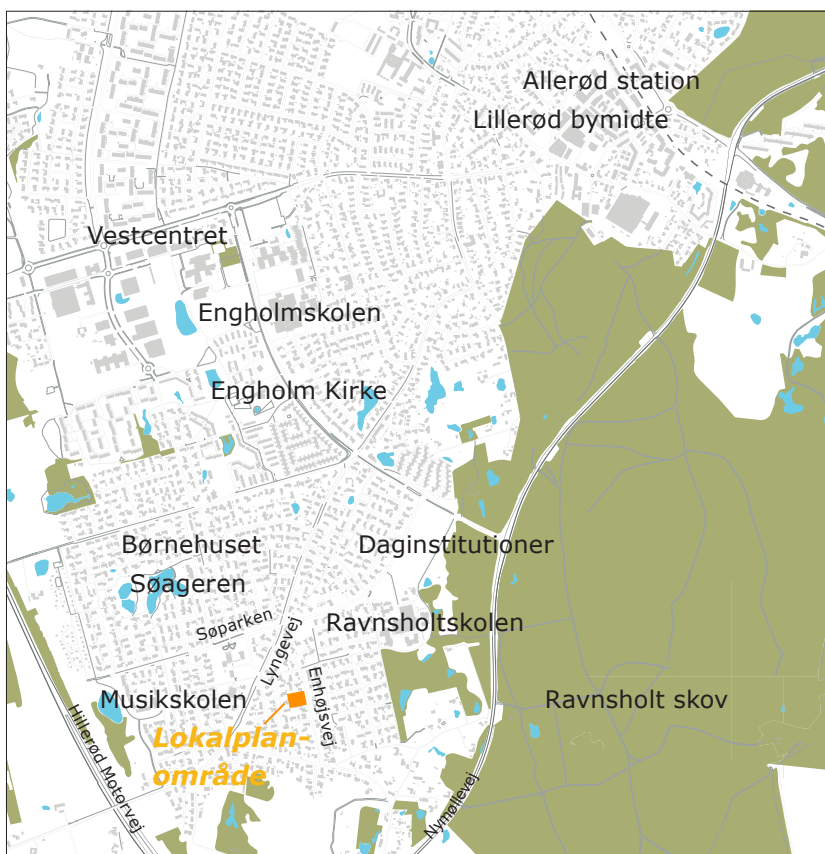 Allerød station
Lillerød bymidte
Vestcentret
Engholmskolen
Engholm Kirke
Børnehuset
Søageren
Daginstitutioner
Søparken
Lyngevej
Ravnsholtskolen
Enhøjsvej
Musikskolen
Ravnsholt skov
Lokalplan-
område
Hillerød Motorvej
Nymøllevej